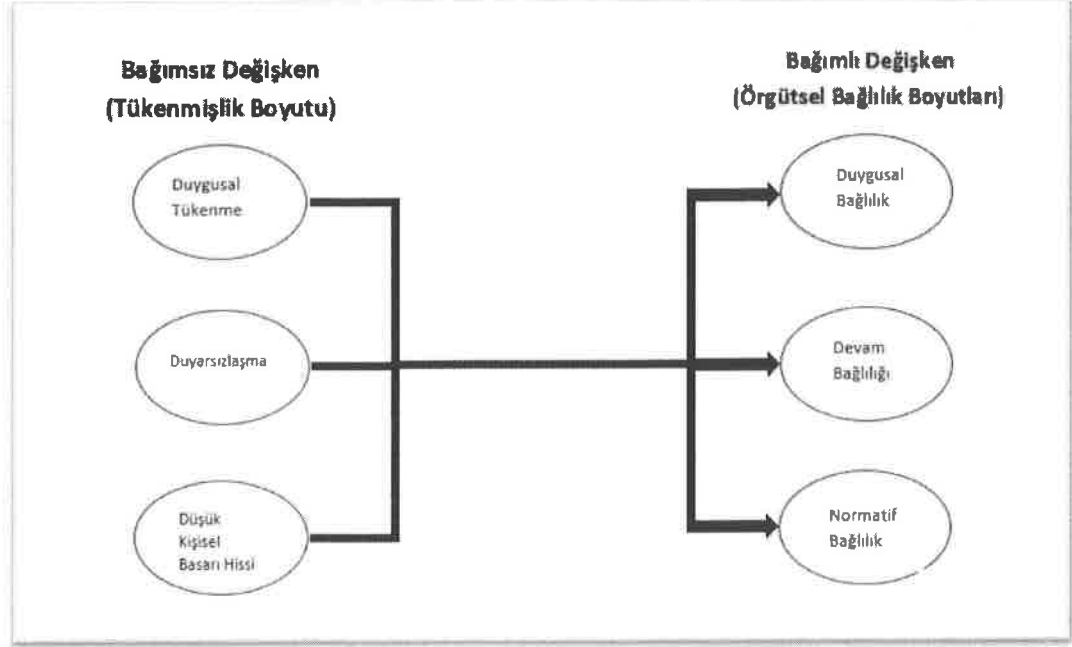 Bağımsız Değişken
(Tükenmişlik Boyutu)
Duygusal
Tükenme
Duyarsızlaşma
Düşük
Kişisel
Basarı Hissi
Bağımlı Değişken
(Örgütsel Bağlılık Boyutları)
Duygusal
Bağlılık
Devam
Bağlılığı
Normatif
Bağlılık